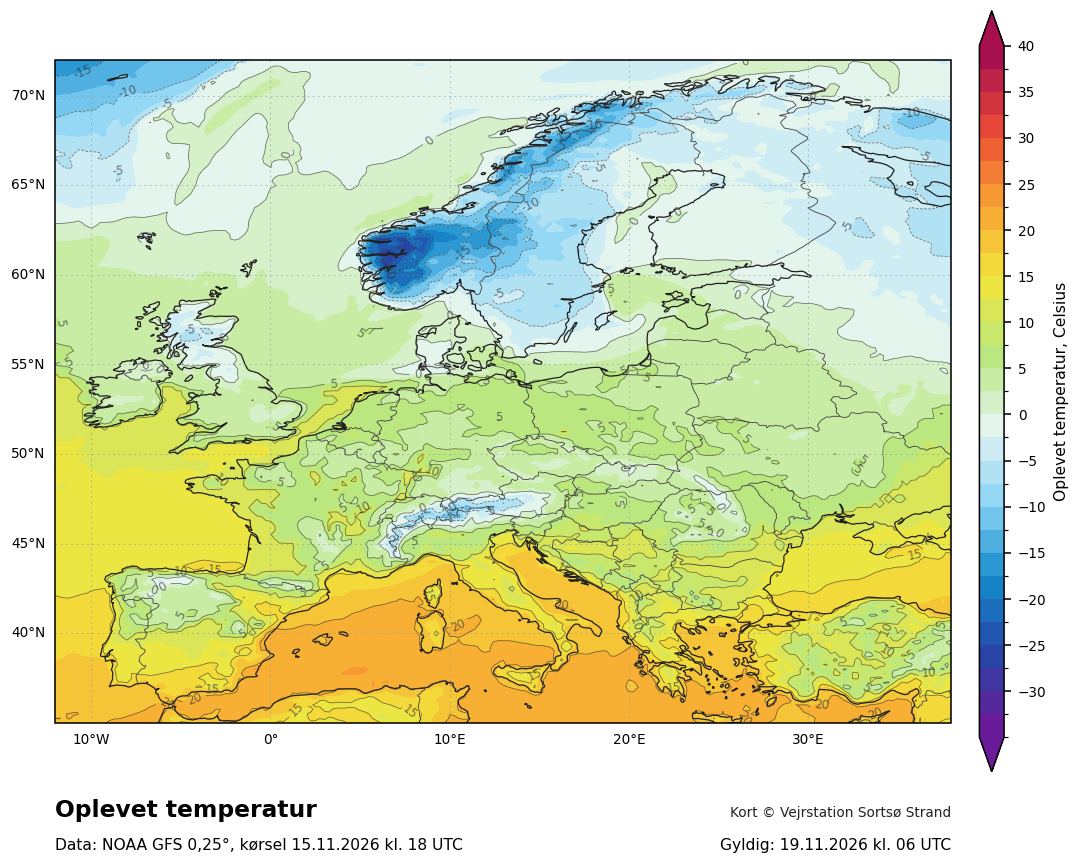 70°N
65°N
60°N
55°N
50°N
45°N
40°N
10°W 0° 10°E 20°E 30°E
40
35
30
25
20
15
10
5
0
−5
−10
−15
−20
−25
−30
Oplevet temperatur, Celsius
Oplevet temperatur
Kort © Vejrstation Sortsø Strand
Data: NOAA GFS 0,25°, kørsel 15.11.2026 kl. 18 UTC
Gyldig: 19.11.2026 kl. 06 UTC